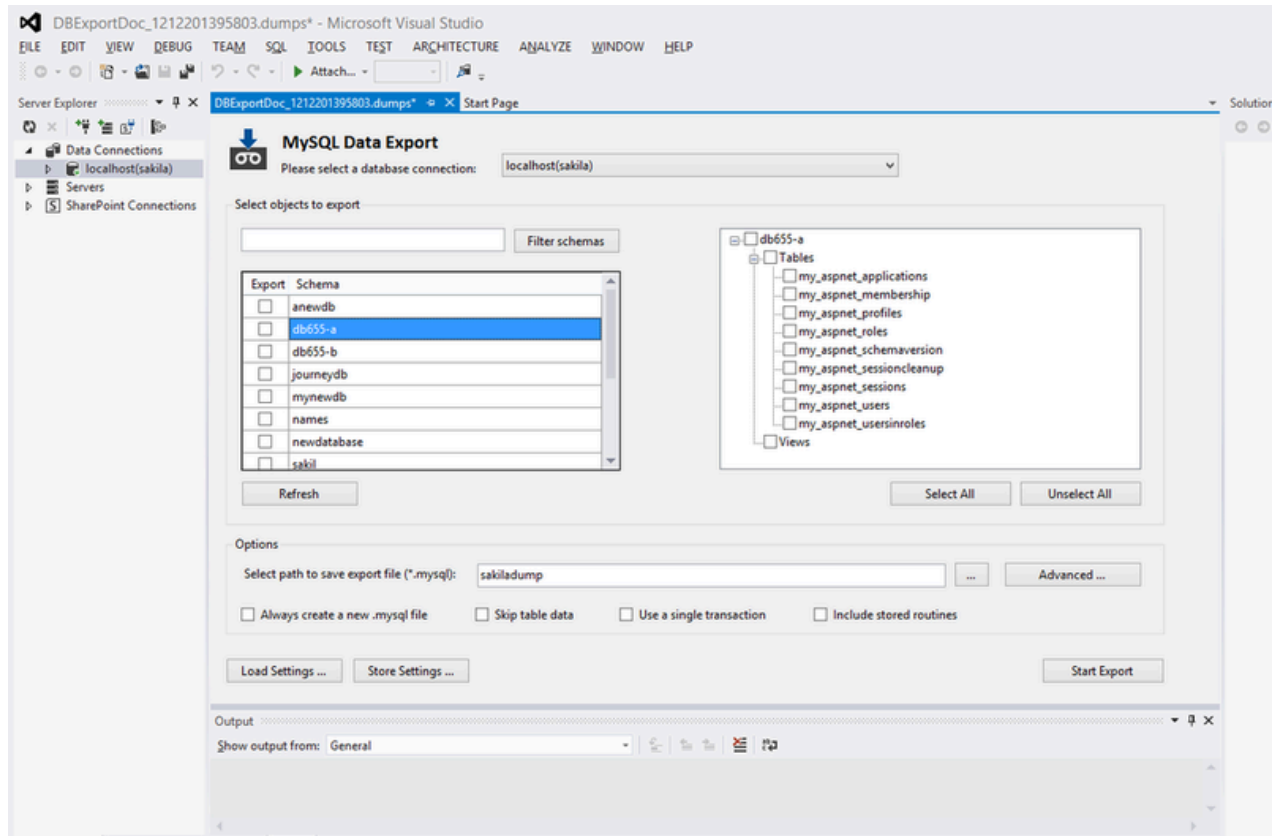 DBExportDoc_1212201395803.dumps* - Microsoft Visual Studio
FILE EDIT VIEW DEBUG TEAM SQL TOOLS TEST ARCHITECTURE ANALYZE WINDOW HELP
Attach...
Server Explorer
DBExportDoc_1212201395803.dumps* Start Page
Solution
Data Connections
localhost(sakila)
Servers
SharePoint Connections
MySQL Data Export
Please select a database connection: localhost(sakila)
Select objects to export
Filter schemas
Export Schema
anewdb
db655-a
db655-b
journeydb
mynewdb
names
newdatabase
sakil
Refresh
db655-a
Tables
my_aspnet_applications
my_aspnet_membership
my_aspnet_profiles
my_aspnet_roles
my_aspnet_schemaversion
my_aspnet_sessioncleanup
my_aspnet_sessions
my_aspnet_users
my_aspnet_usersinroles
Views
Select All Unselect All
Options
Select path to save export file (*.mysql): sakiladump ... Advanced ...
Always create a new .mysql file Skip table data Use a single transaction Include stored routines
Load Settings ... Store Settings ... Start Export
Output
Show output from: General